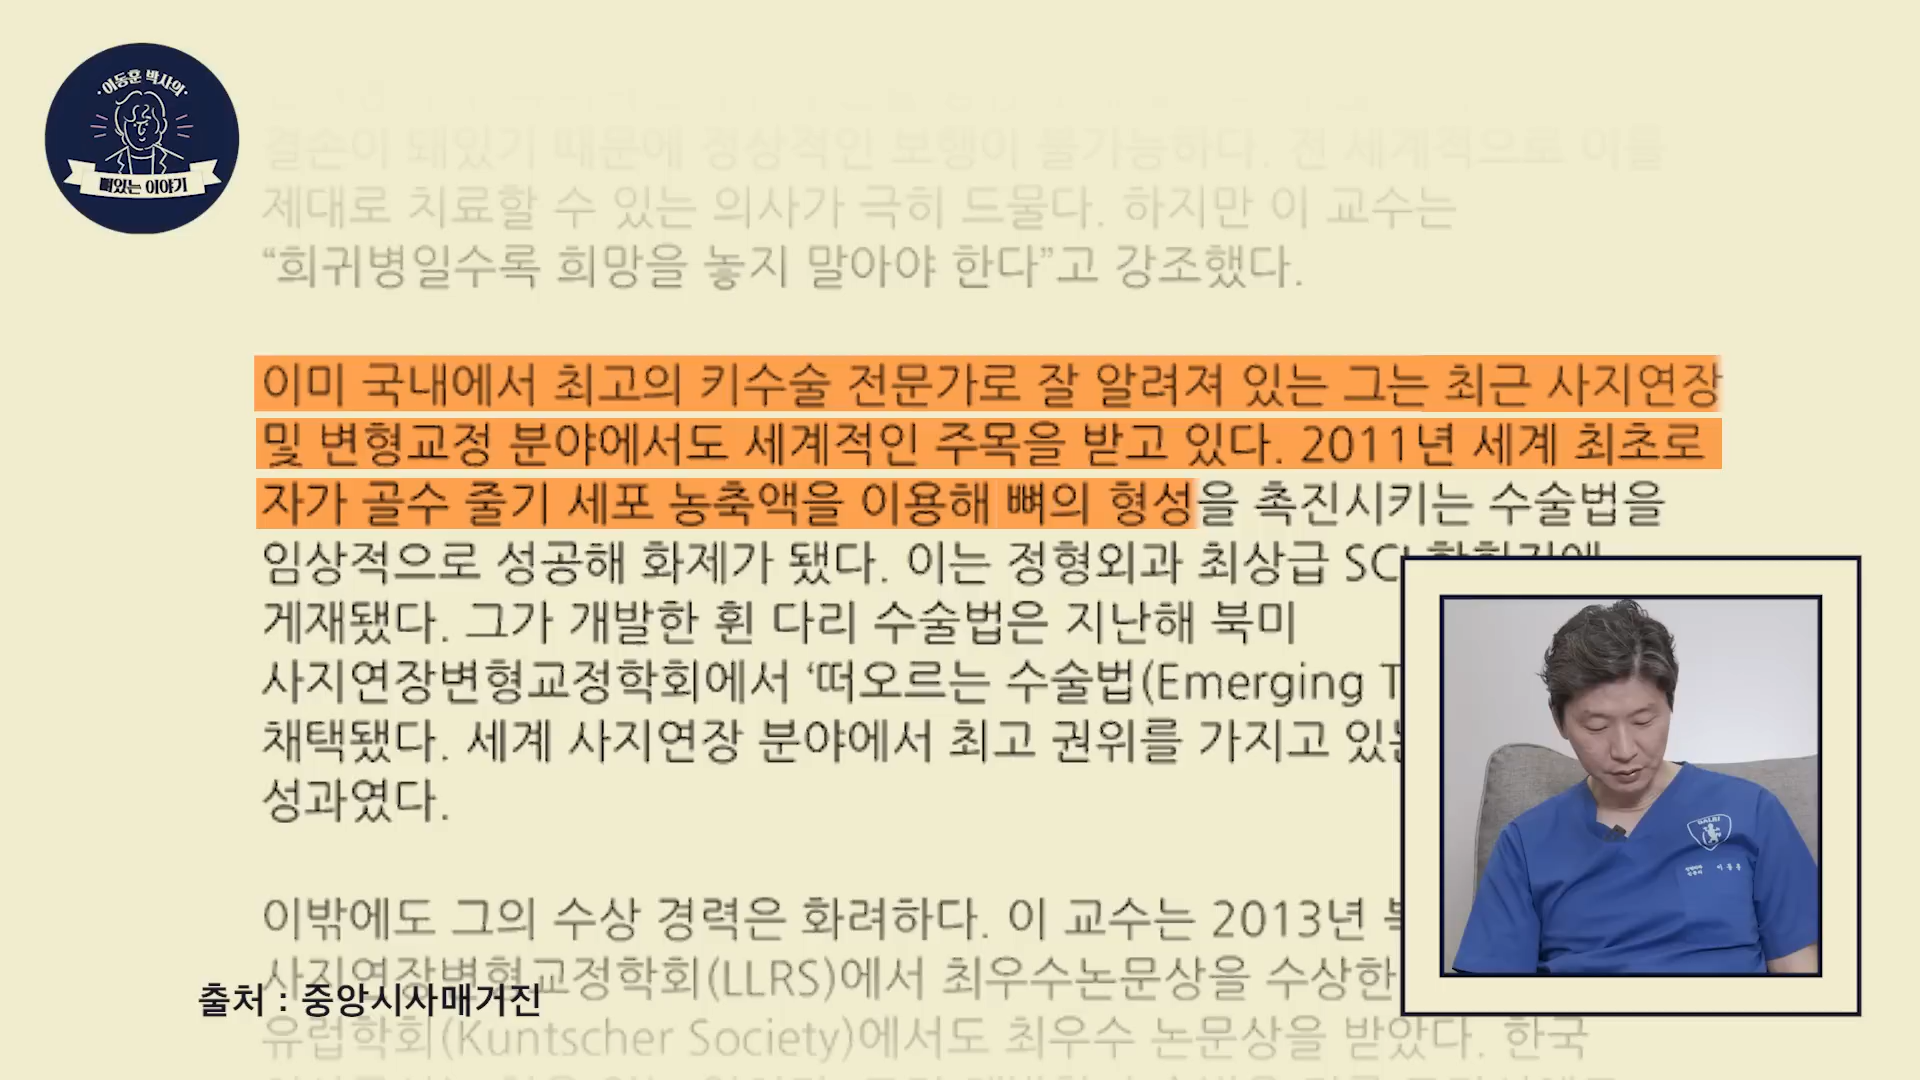 ·이동훈 박사의·
뼈있는 이야기
결손이 돼있기 때문에 정상적인 보행이 불가능하다. 전 세계적으로 이를
제대로 치료할 수 있는 의사가 극히 드물다. 하지만 이 교수는
“희귀병일수록 희망을 놓지 말아야 한다”고 강조했다.
이미 국내에서 최고의 키수술 전문가로 잘 알려져 있는 그는 최근 사지연장
및 변형교정 분야에서도 세계적인 주목을 받고 있다. 2011년 세계 최초로
자가 골수 줄기 세포 농축액을 이용해 뼈의 형성을 촉진시키는 수술법을
임상적으로 성공해 화제가 됐다. 이는 정형외과 최상급
게재됐다. 그가 개발한 휜 다리 수술법은 지난해 북미
사지연장변형교정학회에서 ‘떠오르는 수술법(Emerging
채택됐다. 세계 사지연장 분야에서 최고 권위를 가지고
성과였다.
이밖에도 그의 수상 경력은 화려하다. 이 교수는 2013년
사지연장변형교정학회(LLRS)에서 최우수논문상을 수상한
출처 : 중앙시사매거진
유럽학회(Kuntscher Society)에서도 최우수 논문상을 받았다. 한국
이동훈